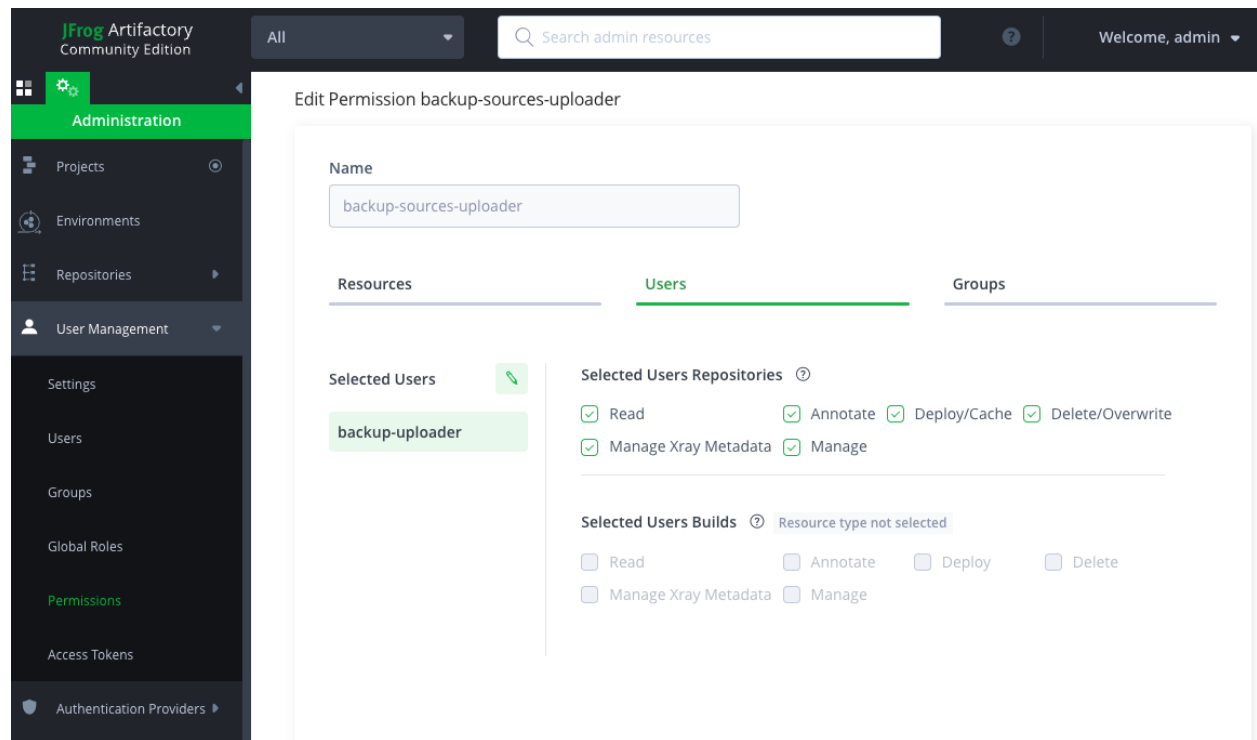 JFrog Artifactory
Community Edition
All
Search admin resources
Welcome, admin
Administration
Projects
Environments
Repositories
User Management
Settings
Users
Groups
Global Roles
Permissions
Access Tokens
Authentication Providers
Edit Permission backup-sources-uploader
Name
backup-sources-uploader
Resources Users Groups
Selected Users
backup-uploader
Selected Users Repositories ?
Read Annotate Deploy/Cache Delete/Overwrite
Manage Xray Metadata Manage
Selected Users Builds ? Resource type not selected
Read Annotate Deploy Delete
Manage Xray Metadata Manage